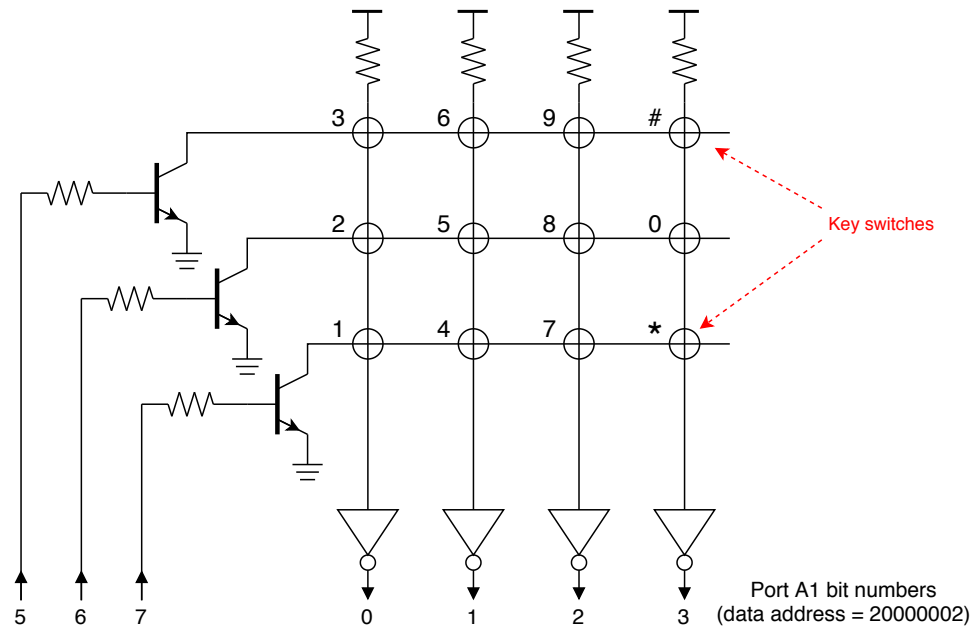 3 6 9 #
2 5 8 0
Key switches
1 4 7 *
5 6 7 0 1 2 3
Port A1 bit numbers
(data address = 20000002)